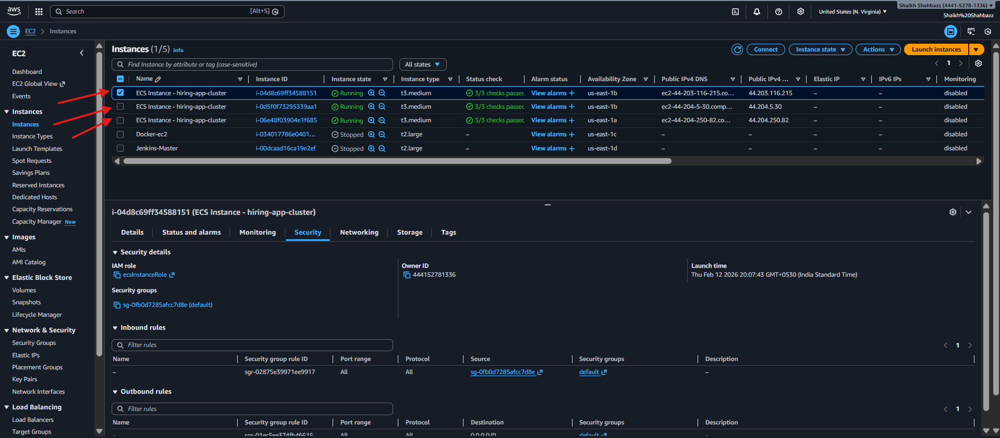 aws
Search [Alt+S]
United States (N. Virginia)
Shaikh Shahbazz (4441-5278-1336)
Shaikh%20Shahbazz
EC2 > Instances
EC2
Dashboard
EC2 Global View
Events
Instances
Instances
Instance Types
Launch Templates
Spot Requests
Savings Plans
Reserved Instances
Dedicated Hosts
Capacity Reservations
Capacity Manager New
Images
AMIs
AMI Catalog
Elastic Block Store
Volumes
Snapshots
Lifecycle Manager
Network & Security
Security Groups
Elastic IPs
Placement Groups
Key Pairs
Network Interfaces
Load Balancing
Load Balancers
Target Groups
Instances (1/5) Info
Connect Instance state Actions Launch instances
Find Instance by attribute or tag (case-sensitive) All states
1
Name Instance ID Instance state Instance type Status check Alarm status Availability Zone Public IPv4 DNS Public IPv4 ... Elastic IP IPv6 IPs Monitoring
ECS Instance - hiring-app-cluster i-04d8c69ff34588151 Running t3.medium 3/3 checks passec View alarms + us-east-1b ec2-44-203-116-215.co... 44.203.116.215 – – disabled
ECS Instance - hiring-app-cluster i-0d5f0f73295339aa1 Running t3.medium 3/3 checks passec View alarms + us-east-1b ec2-44-204-5-30.comp... 44.204.5.30 – – disabled
ECS Instance - hiring-app-cluster i-06e48f03904e1f685 Running t3.medium 3/3 checks passec View alarms + us-east-1a ec2-44-204-250-82.co... 44.204.250.82 – – disabled
Docker-ec2 i-034017786e0401... Stopped t2.large – View alarms + us-east-1c – – – – disabled
Jenkins-Master i-00dcaad16ca19e2ef Stopped t2.large – View alarms + us-east-1d – – – – disabled
i-04d8c69ff34588151 (ECS Instance - hiring-app-cluster)
Details Status and alarms Monitoring Security Networking Storage Tags
Security details
IAM role
ecsInstanceRole
Owner ID
444152781336
Launch time
Thu Feb 12 2026 20:07:43 GMT+0530 (India Standard Time)
Security groups
sg-0fb0d7285afcc7d8e (default)
Inbound rules
Filter rules
1
Name Security group rule ID Port range Protocol Source Security groups Description
– sgr-02875e39971ee9917 All All sg-0fb0d7285afcc7d8e default –
Outbound rules
Filter rules
1
Name Security group rule ID Port range Protocol Destination Security groups Description
– sgr-01ec5ee374fb46615 All All 0.0.0.0/0 default –